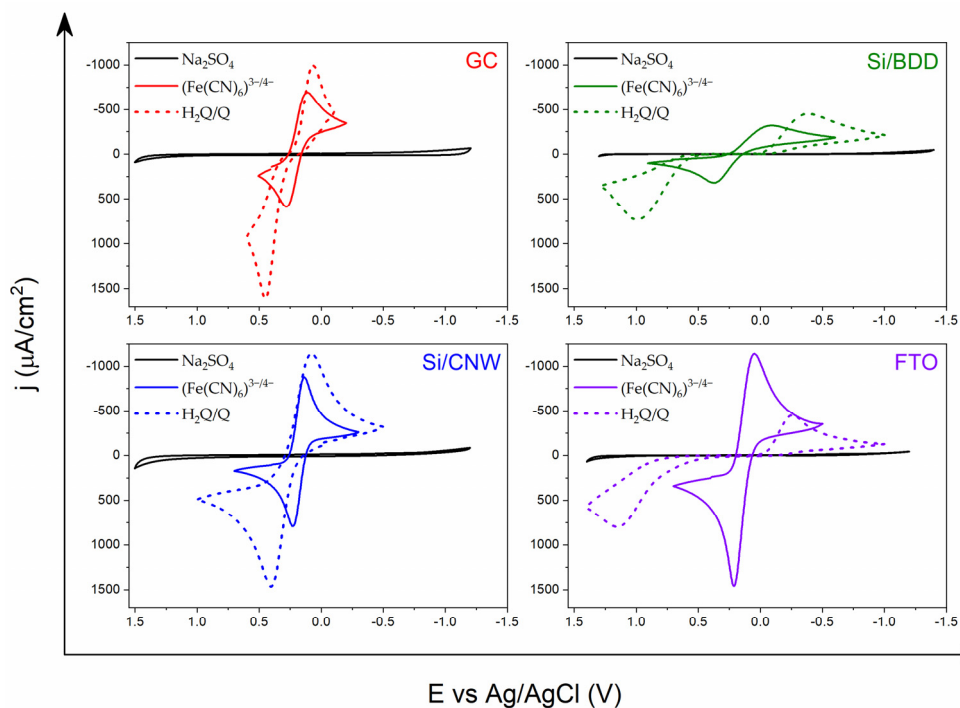 Na₂SO₄
(Fe(CN)₆)³⁻/⁴⁻
H₂Q/Q
GC
-1000
-500
0
500
1000
1500
1.5 1.0 0.5 0.0 -0.5 -1.0 -1.5
Na₂SO₄
(Fe(CN)₆)³⁻/⁴⁻
H₂Q/Q
Si/BDD
-1000
-500
0
500
1000
1500
1.5 1.0 0.5 0.0 -0.5 -1.0 -1.5
Na₂SO₄
(Fe(CN)₆)³⁻/⁴⁻
H₂Q/Q
Si/CNW
-1000
-500
0
500
1000
1500
1.5 1.0 0.5 0.0 -0.5 -1.0 -1.5
Na₂SO₄
(Fe(CN)₆)³⁻/⁴⁻
H₂Q/Q
FTO
-1000
-500
0
500
1000
1500
1.5 1.0 0.5 0.0 -0.5 -1.0 -1.5
j (μA/cm²)
E vs Ag/AgCl (V)